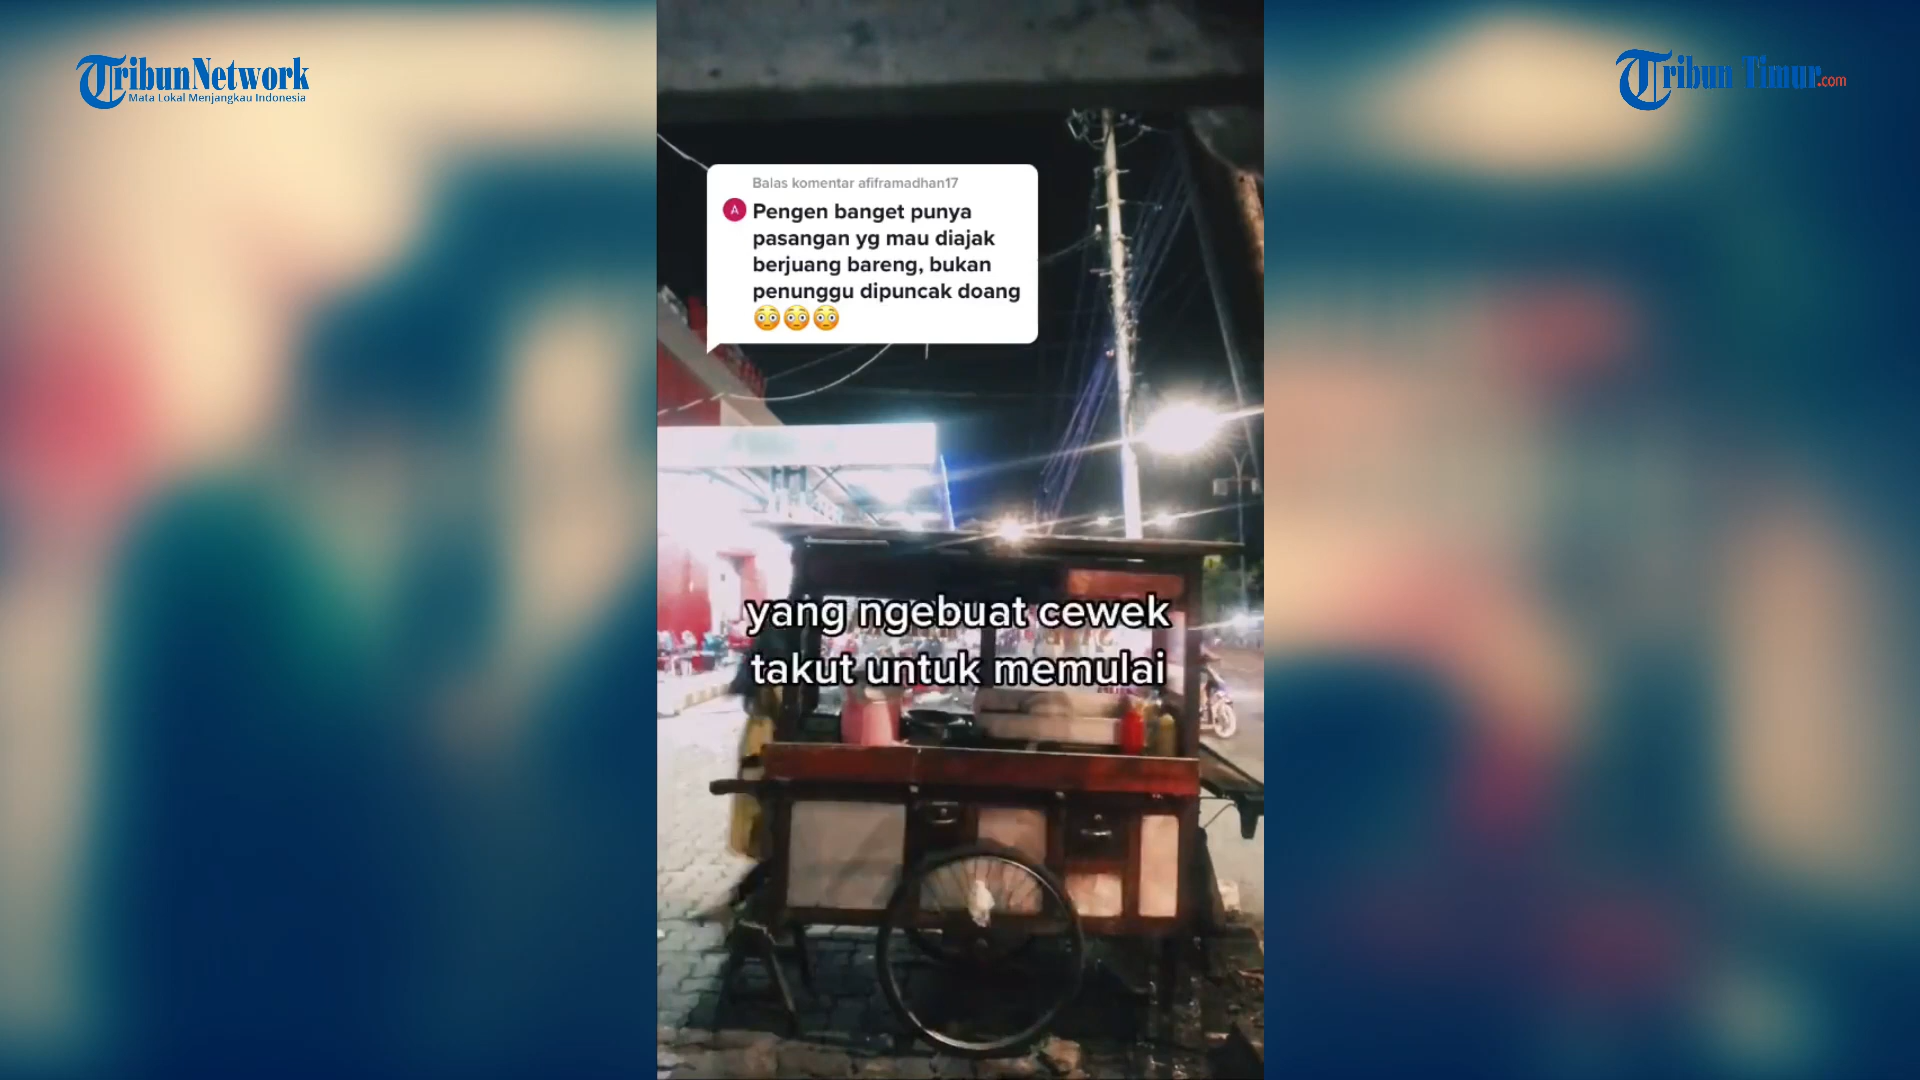 TribunNetwork
Mata Lokal Menjangkau Indonesia
Tribun Timur.com
Balas komentar afiframadhan17
A
Pengen banget punya
pasangan yg mau diajak
berjuang bareng, bukan
penunggu dipuncak doang
😳😳😳
yang ngebuat cewek
takut untuk memulai